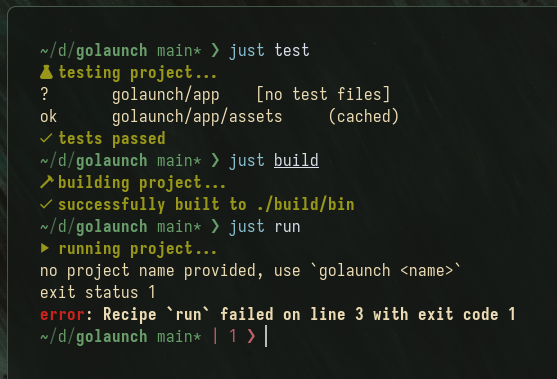 ~/d/golaunch main* ❯ just test
testing project...
? golaunch/app [no test files]
ok golaunch/app/assets (cached)
✓ tests passed
~/d/golaunch main* ❯ just build
building project...
✓ successfully built to ./build/bin
~/d/golaunch main* ❯ just run
▶ running project...
no project name provided, use `golaunch <name>`
exit status 1
error: Recipe `run` failed on line 3 with exit code 1
~/d/golaunch main* | 1 ❯